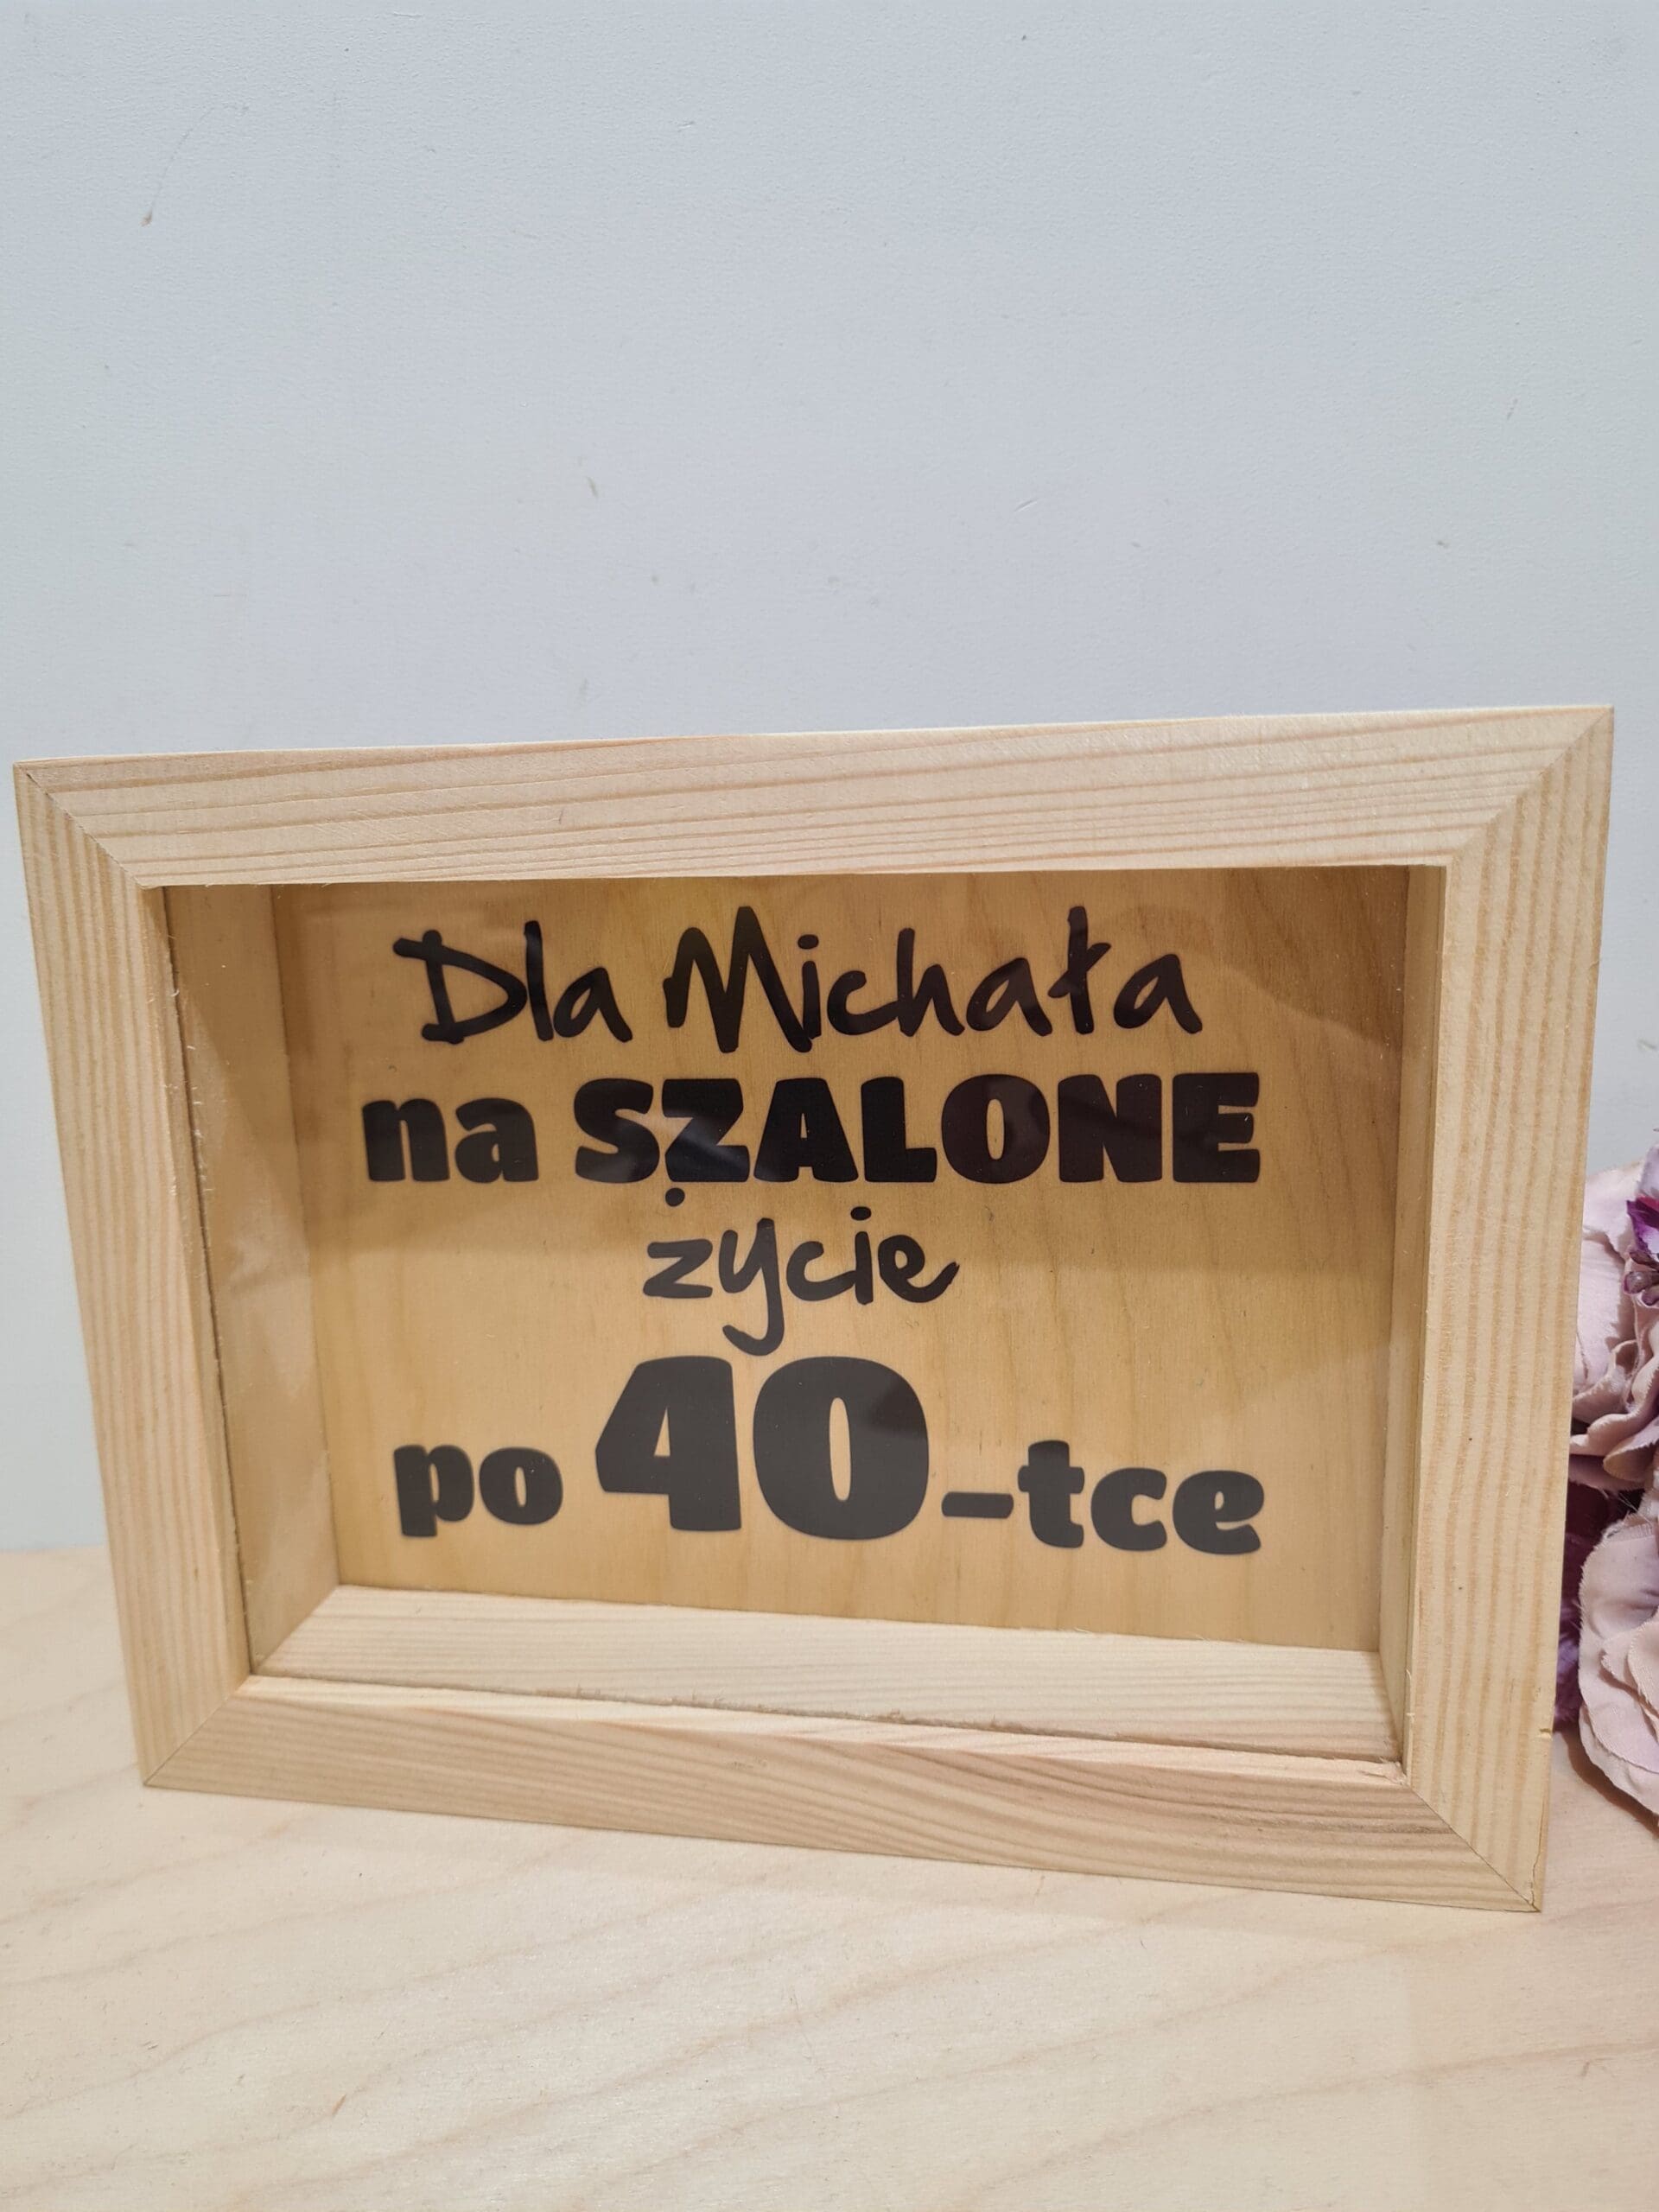 Dla Michała
na SZALONE
życie
po 40-tce